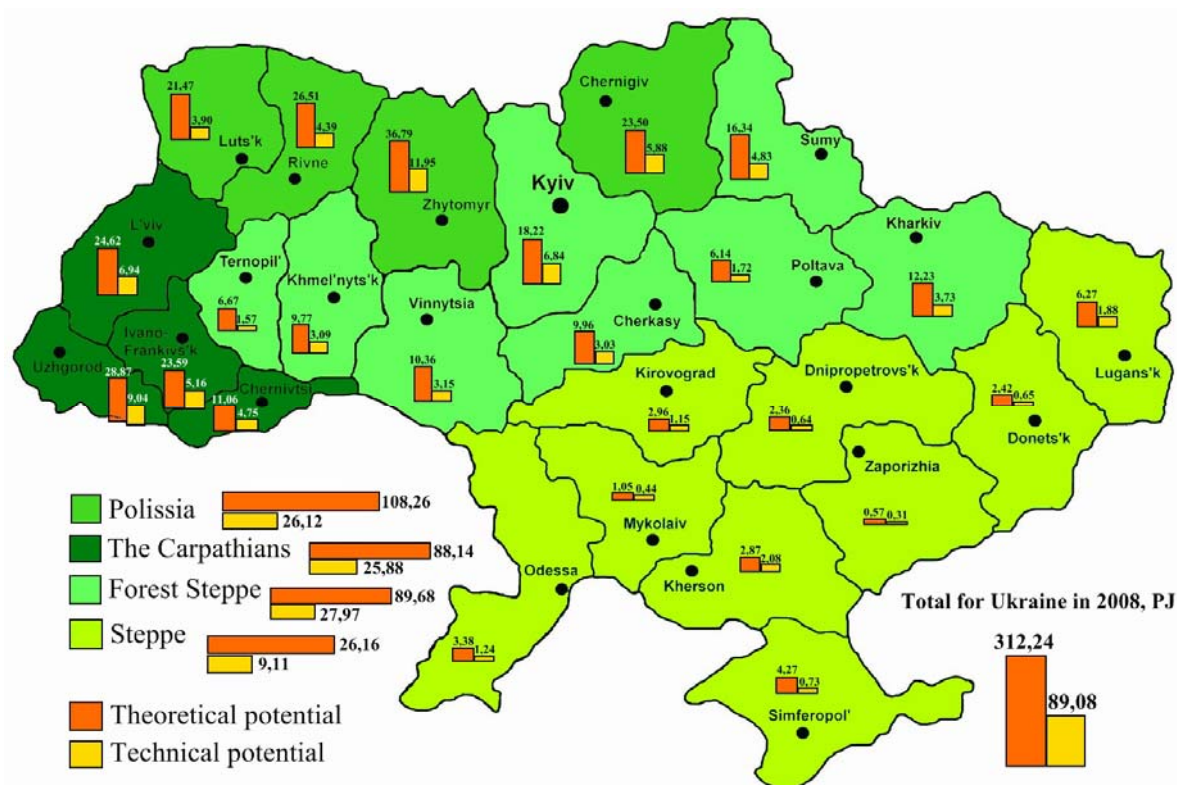 Chernigiv
23,50
5,88
21,47
3,90
Luts'k
26,51
4,39
Rivne
36,79
11,95
Zhytomyr
16,34
4,83
Sumy
Kyiv
18,22
6,84
L'viv
24,62
6,94
Ternopil'
6,67
1,57
Khmel'nyts'k
9,77
3,09
Vinnytsia
10,36
3,15
Cherkasy
9,96
3,03
6,14
1,72
Poltava
Kharkiv
12,23
3,73
6,27
1,88
Lugans'k
Uzhgorod
28,87
9,04
Ivano-
Frankivs'k
23,59
5,16
Chernivtsi
11,06
4,75
Kirovograd
2,96
1,15
Dnipropetrovs'k
2,36
0,64
2,42
0,65
Donets'k
Zaporizhia
0,57
0,31
1,05
0,44
Mykolaiv
2,87
2,08
Kherson
Odessa
3,38
1,24
4,27
0,73
Simferopol'
Polissia
108,26
26,12
The Carpathians
88,14
25,88
Forest Steppe
89,68
27,97
Steppe
26,16
9,11
Theoretical potential
Technical potential
Total for Ukraine in 2008, PJ
312,24
89,08